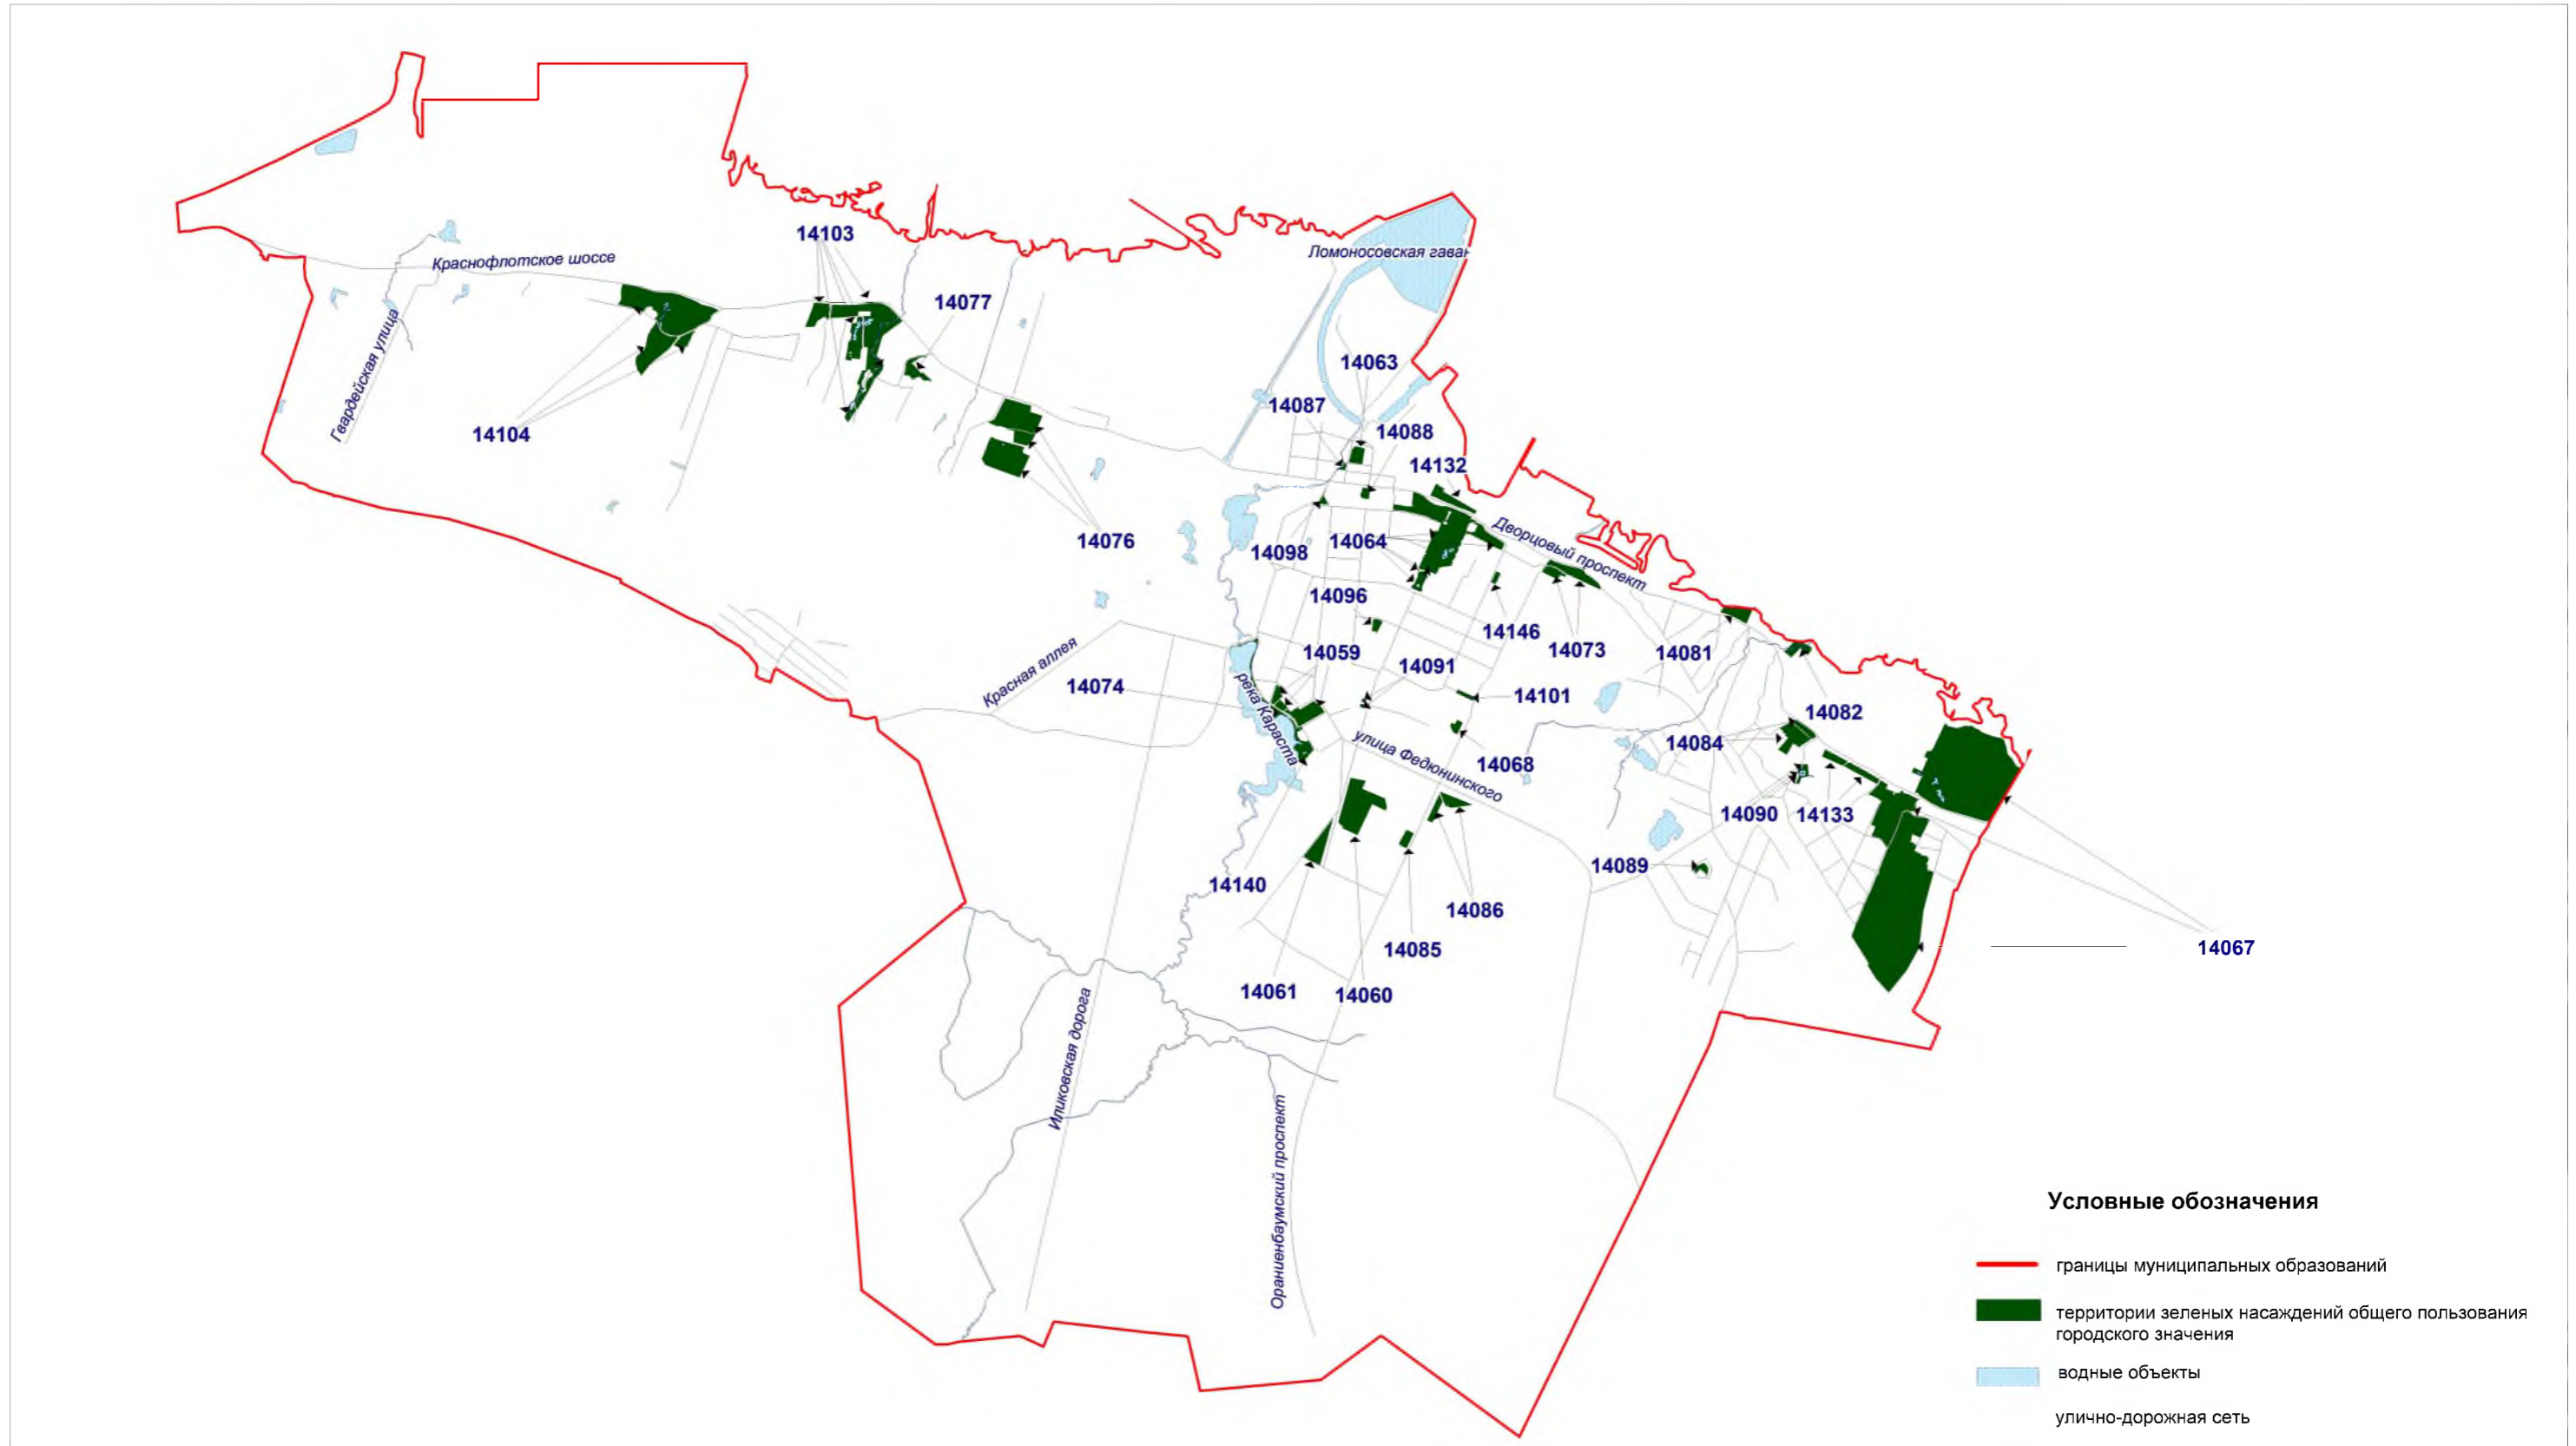 14103
Ломоносовская гаван
Краснофлотское шоссе
14077
Гвардейская улица
14063
14087
14104
14088
14132
14076
14098
14064
Дворцовый проспект
14096
14146
14073
14081
14059
14091
Красная аллея
14074
14101
река Караста
14082
14084
улица Федюнинского
14068
14090
14133
14089
14140
14086
14085
14067
14061
14060
Иликовская дорога
Ораниенбаумский проспект
Условные обозначения
границы муниципальных образований
территории зеленых насаждений общего пользования
городского значения
водные объекты
улично-дорожная сеть